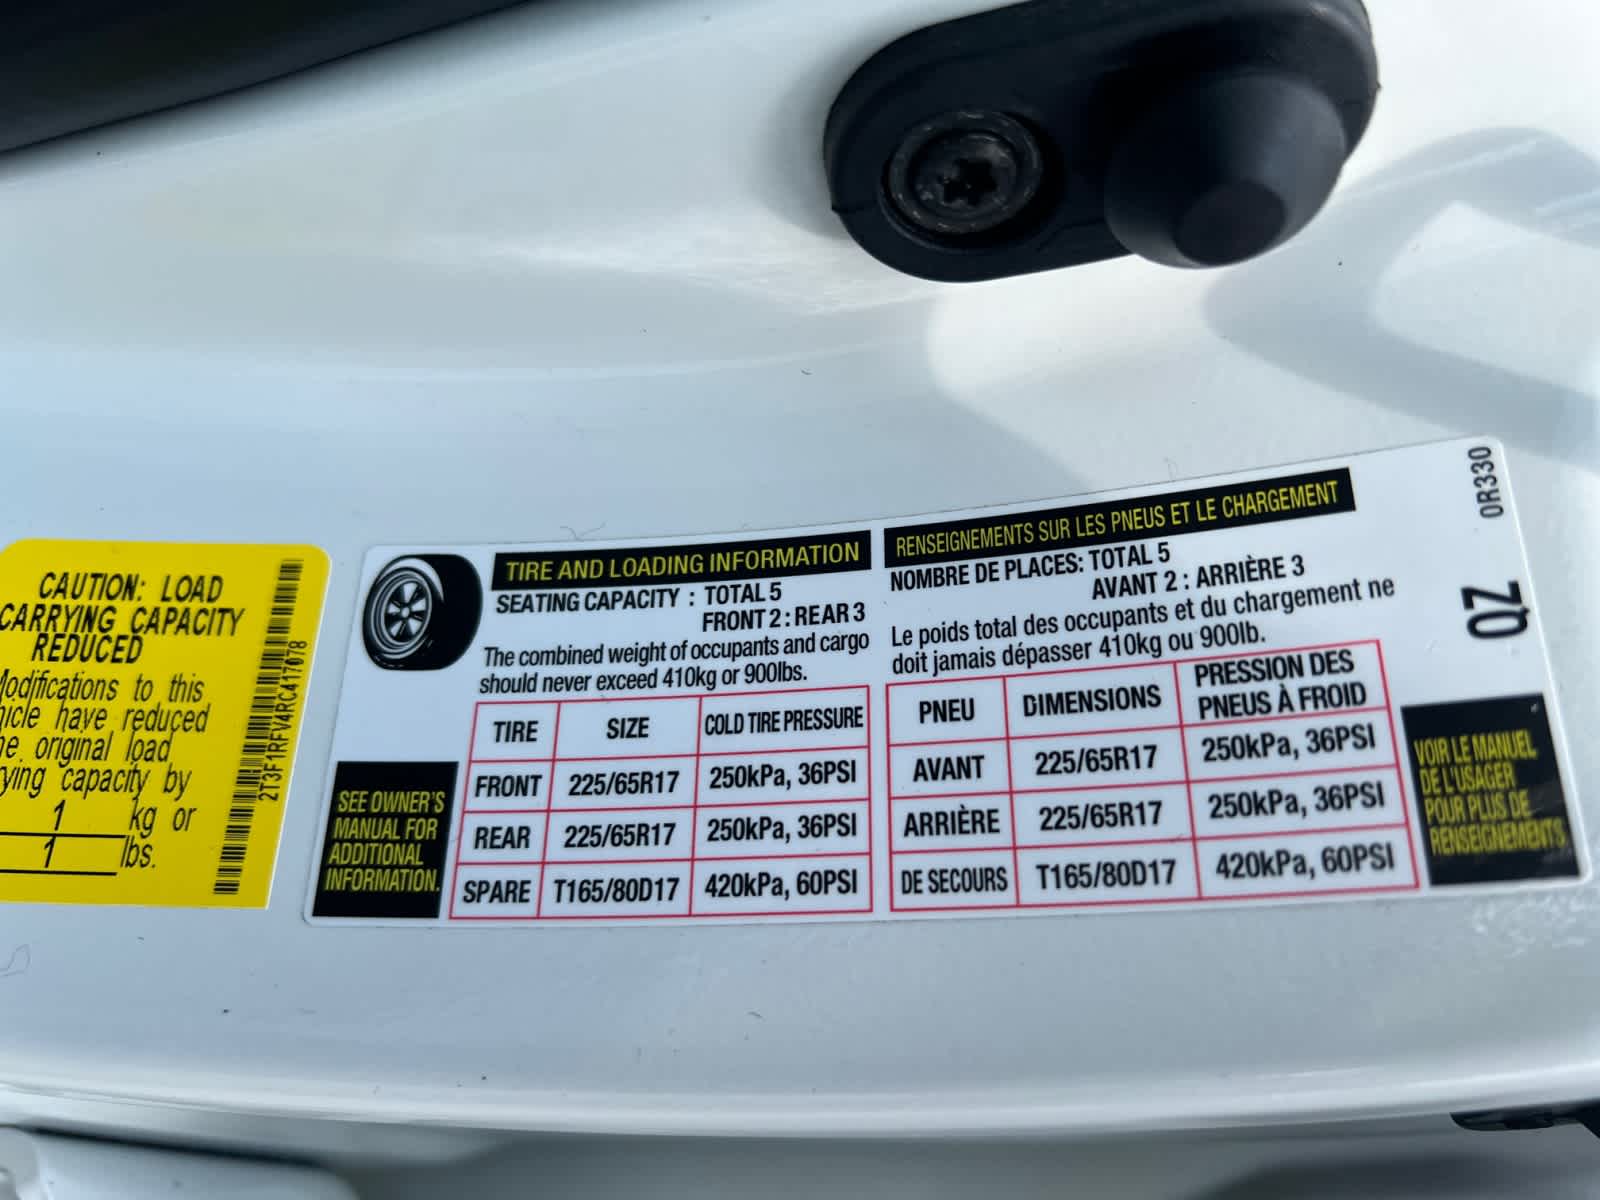 CAUTION: LOAD
CARRYING CAPACITY
REDUCED
Modifications to this
have reduced
original load
capacity by
1 kg or
1 lbs.
2T3F1RFV4RC417078
TIRE AND LOADING INFORMATION
SEATING CAPACITY : TOTAL 5
FRONT 2 : REAR 3
The combined weight of occupants and cargo
should never exceed 410kg or 900lbs.
TIRE SIZE COLD TIRE PRESSURE
FRONT 225/65R17 250kPa, 36PSI
REAR 225/65R17 250kPa, 36PSI
SPARE T165/80D17 420kPa, 60PSI
SEE OWNER'S
MANUAL FOR
ADDITIONAL
INFORMATION.
RENSEIGNEMENTS SUR LES PNEUS ET LE CHARGEMENT
NOMBRE DE PLACES: TOTAL 5
AVANT 2 : ARRIÈRE 3
Le poids total des occupants et du chargement ne
doit jamais dépasser 410kg ou 900lb.
PNEU DIMENSIONS PRESSION DES
PNEUS À FROID
AVANT 225/65R17 250kPa, 36PSI
ARRIÈRE 225/65R17 250kPa, 36PSI
DE SECOURS T165/80D17 420kPa, 60PSI
VOIR LE MANUEL
DE L'USAGER
POUR PLUS DE
RENSEIGNEMENTS.
0R330
QZ